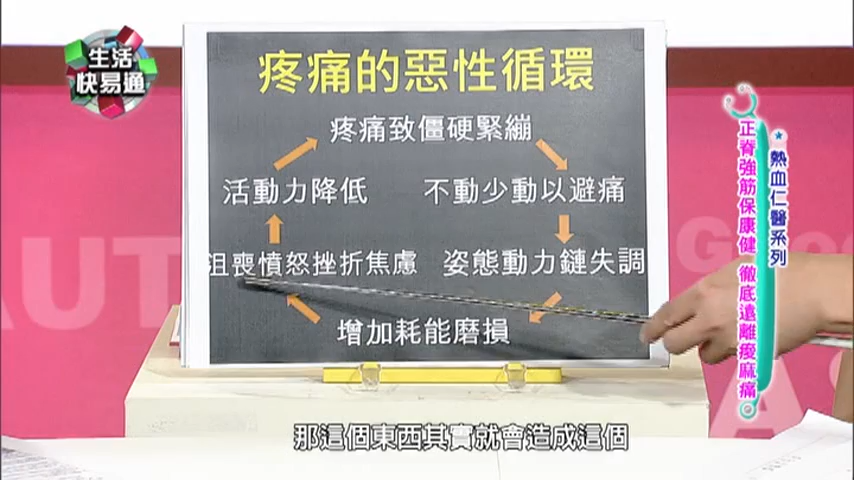 生活
快易通
疼痛的惡性循環
疼痛致僵硬緊繃
活動力降低
不動少動以避痛
沮喪憤怒挫折焦慮
姿態動力鏈失調
增加耗能磨損
*熱血仁醫系列
正脊強筋保康健 徹底遠離痠麻痛
那這個東西其實就會造成這個
AUT